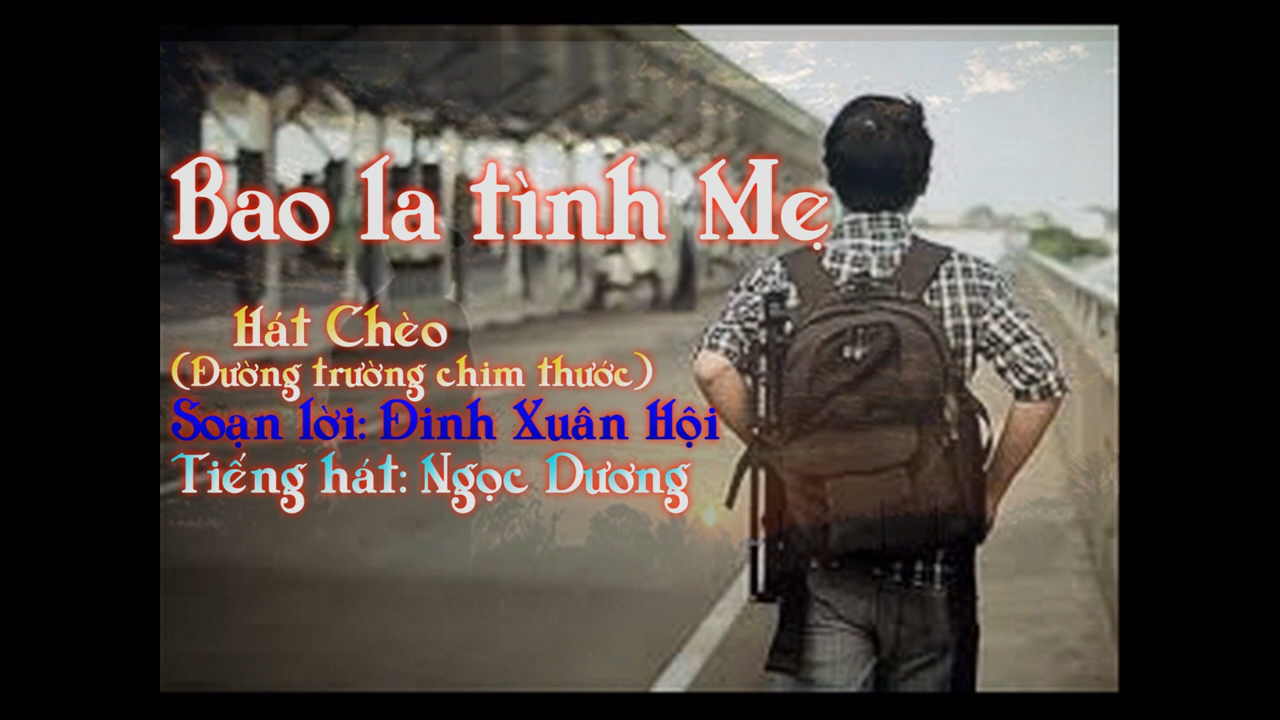 Bao la tình Mẹ
Hát Chèo
(Đường trường chim thước)
Soạn lời: Đinh Xuân Hội
Tiếng hát: Ngọc Dương